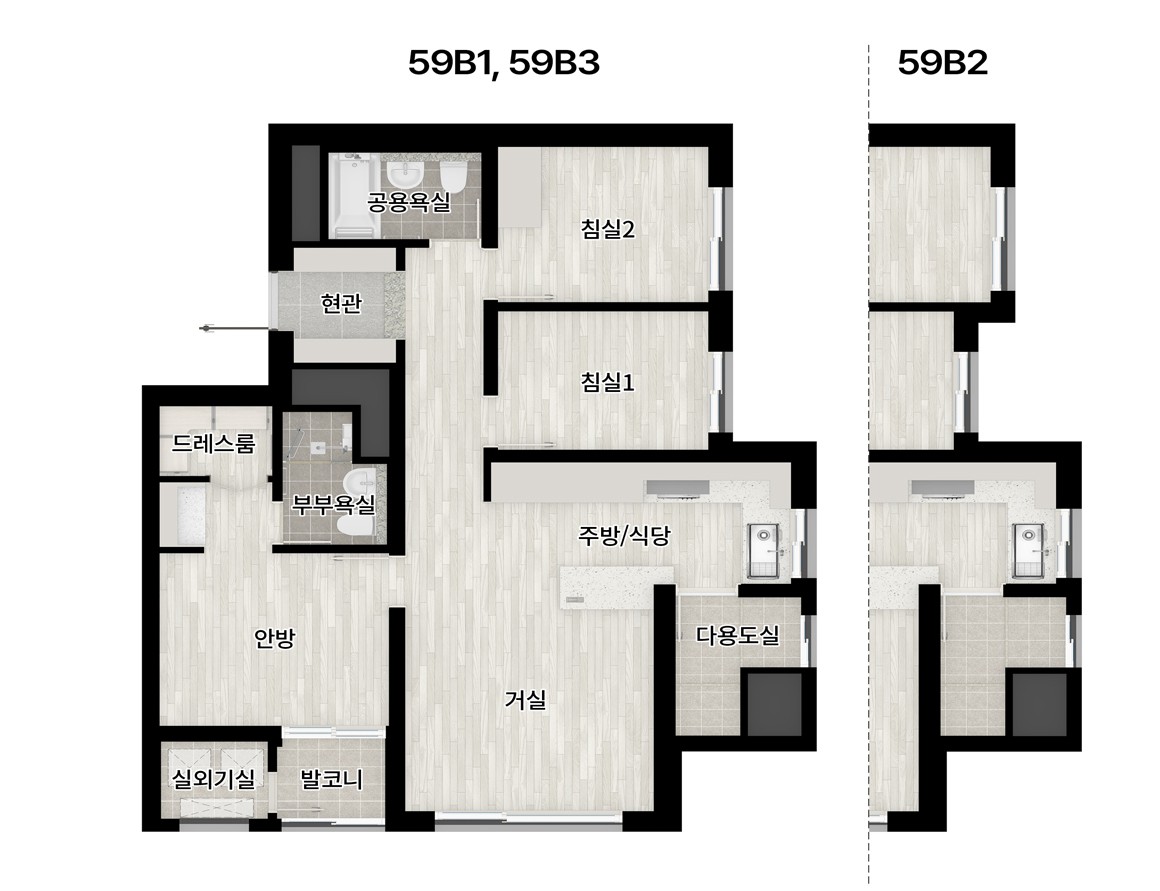 59B1, 59B3
59B2
공용욕실
침실2
현관
침실1
드레스룸
부부욕실
주방/식당
안방
다용도실
거실
실외기실
발코니